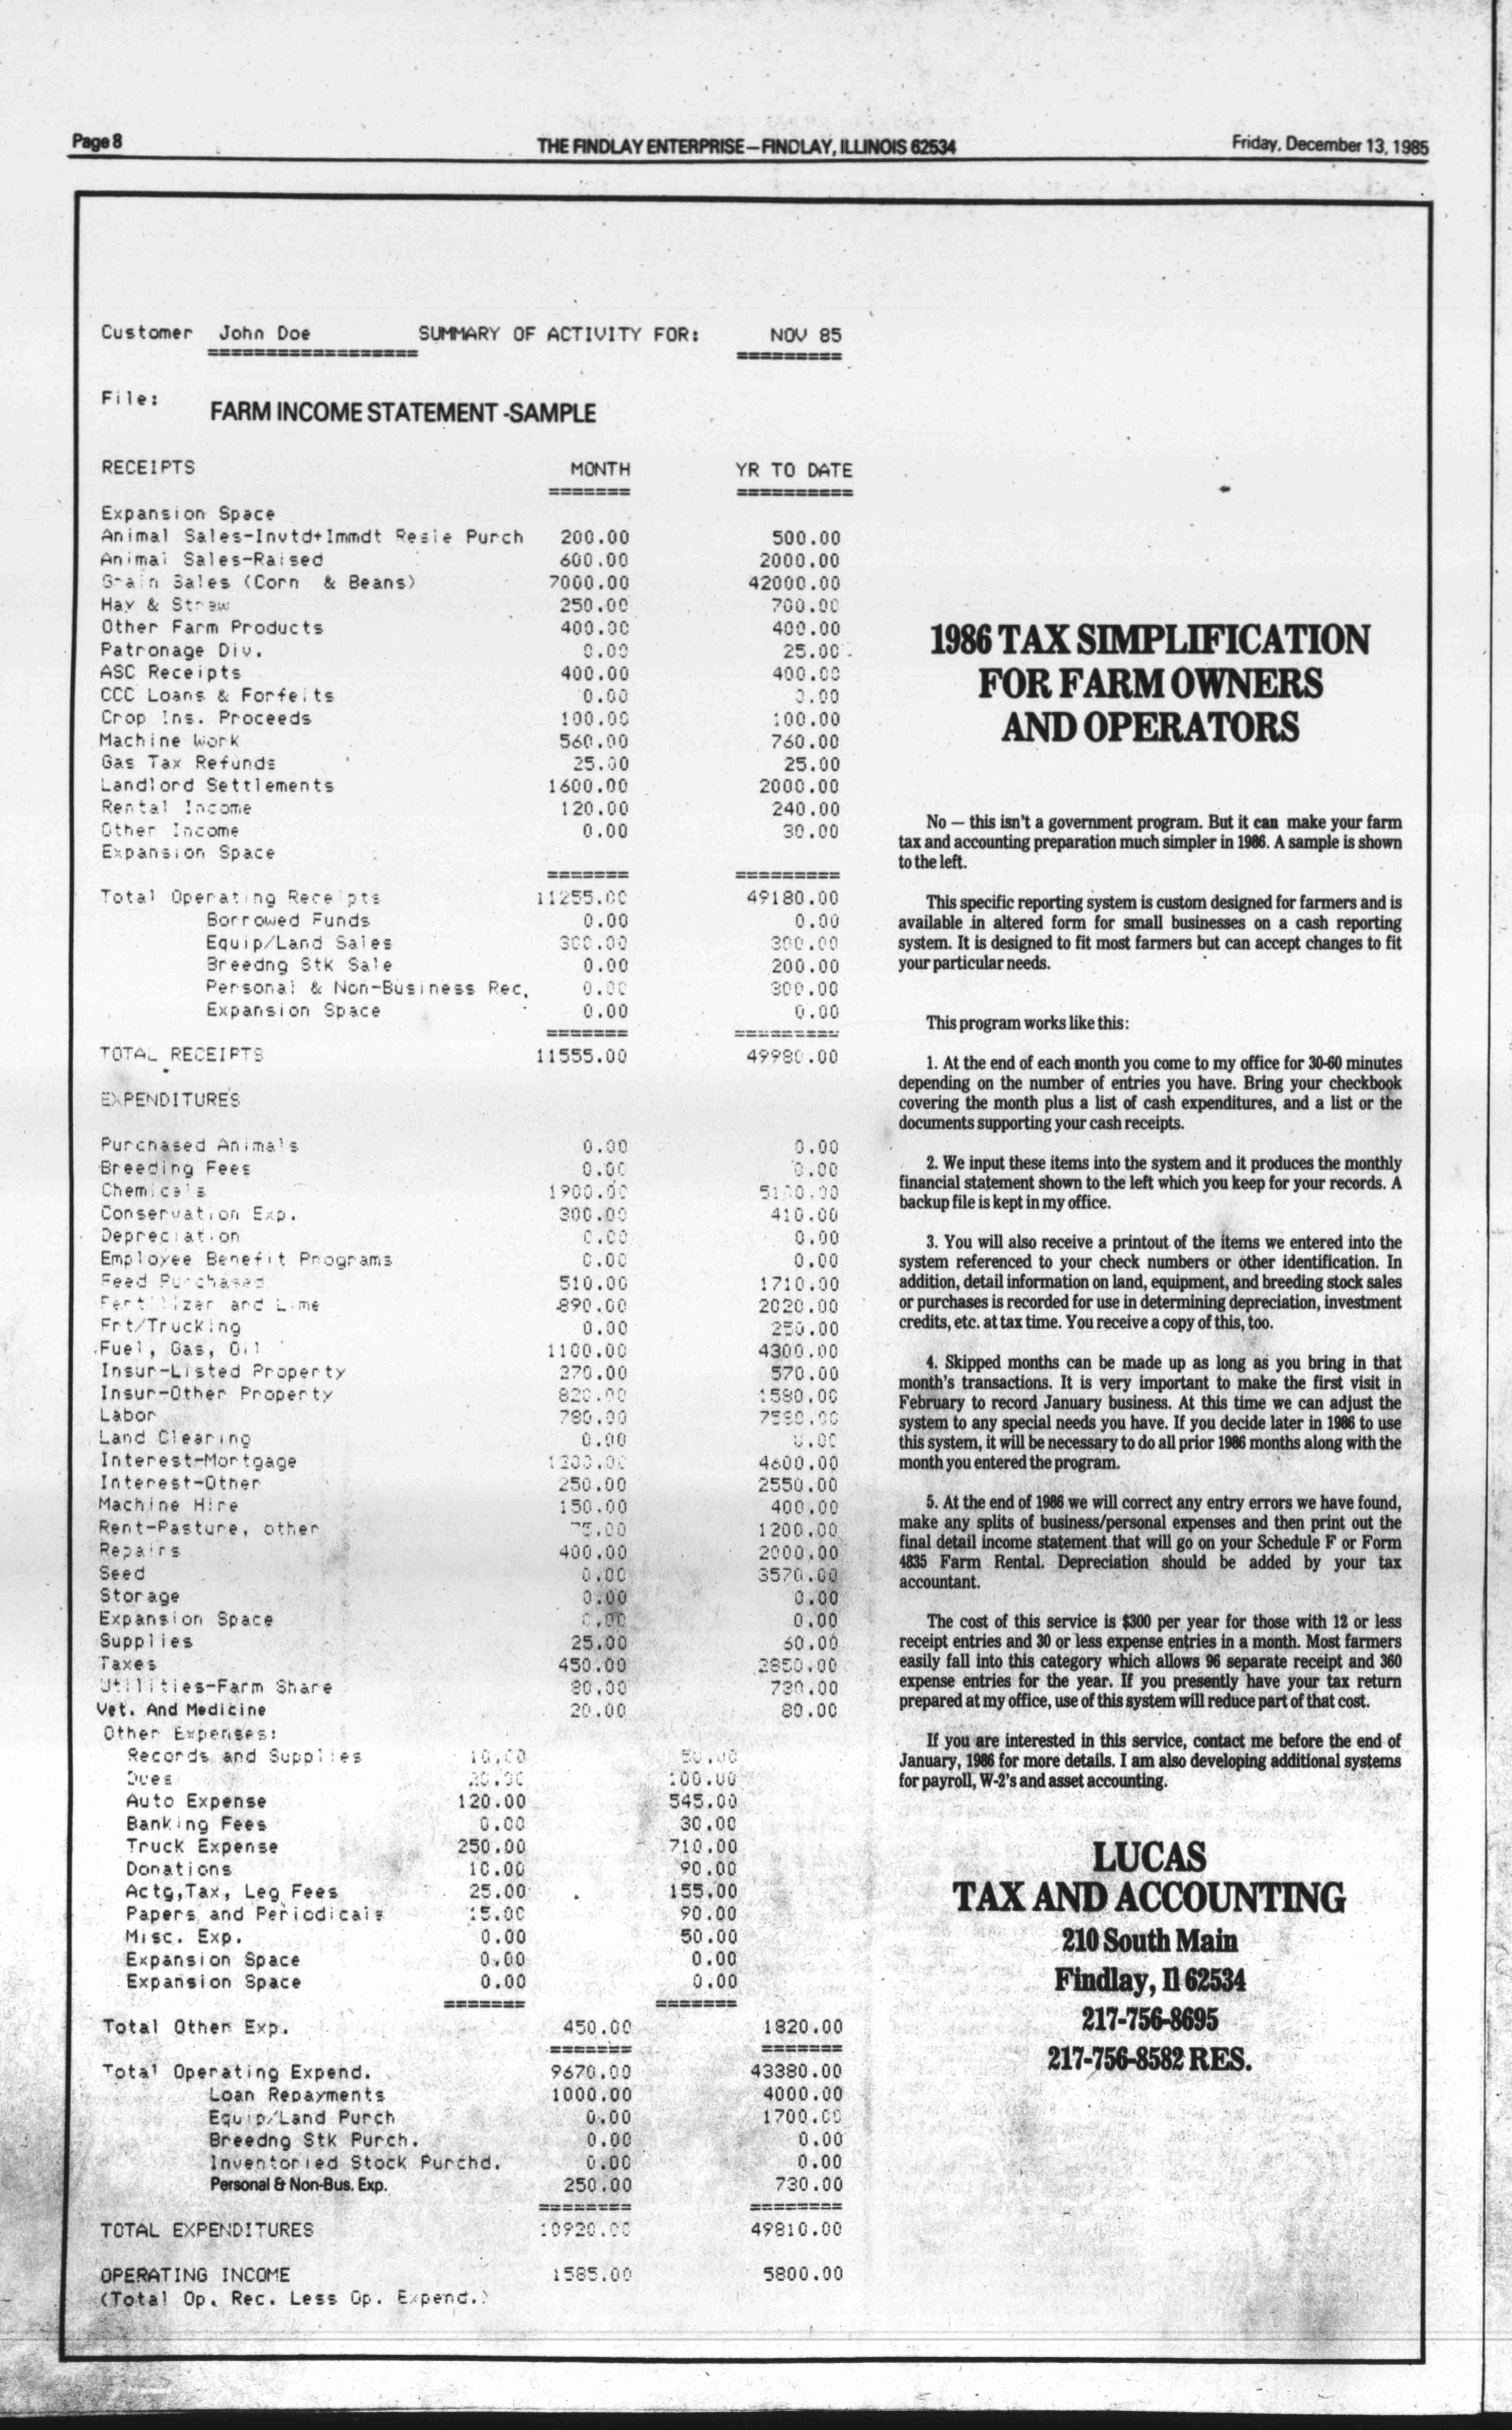 Page 8
THE FINDLAY ENTERPRISE—FINDLAY, ILLINOIS 62534
Friday, December 13, 1985
Customer John Doe SUMMARY OF ACTIVITY FOR: NOV 85
File: FARM INCOME STATEMENT -SAMPLE
RECEIPTS MONTH YR TO DATE
Expansion Space
Animal Sales-Invtd+Immdt Resle Purch 200.00 500.00
Animal Sales-Raised 600.00 2000.00
Grain Sales (Corn & Beans) 7000.00 42000.00
Hay & Straw 250.00 700.00
Other Farm Products 400.00 400.00
Patronage Div. 0.00 25.00
ASC Receipts 400.00 400.00
CCC Loans & Forfeits 0.00 0.00
Crop Ins. Proceeds 100.00 100.00
Machine Work 560.00 760.00
Gas Tax Refunds 25.00 25.00
Landlord Settlements 1600.00 2000.00
Rental Income 120.00 240.00
Other Income 0.00 30.00
Expansion Space
Total Operating Receipts 11255.00 49180.00
Borrowed Funds 0.00 0.00
Equip/Land Sales 300.00 300.00
Breedng Stk Sale 0.00 200.00
Personal & Non-Business Rec. 0.00 300.00
Expansion Space 0.00 0.00
TOTAL RECEIPTS 11555.00 49980.00
EXPENDITURES
Purchased Animals 0.00 0.00
Breeding Fees 0.00 0.00
Chemicals 1900.00
Conservation Exp. 300.00 410.00
Depreciation 0.00 0.00
Employee Benefit Programs 0.00 0.00
Feed Purchased 510.00 1710.00
Fertilizer and Lime 890.00 2020.00
Frt/Trucking 0.00 250.00
Fuel, Gas, Oil 1100.00 4300.00
Insur-Listed Property 270.00 570.00
Insur-Other Property 820.00 1580.00
Labor 780.00
Land Clearing 0.00 0.00
Interest-Mortgage 1200.00 4600.00
Interest-Other 250.00 2550.00
Machine Hire 150.00 400.00
Rent-Pasture, other 75.00 1200.00
Repairs 400.00 2000.00
Seed 0.00 3570.00
Storage 0.00 0.00
Expansion Space 0.00 0.00
Supplies 25.00 60.00
Taxes 450.00 2850.00
Utilities-Farm Share 80.00
Vet. And Medicine 20.00 80.00
Other Expenses:
Records and Supplies 10.00 50.00
Dues 20.00 100.00
Auto Expense 120.00 545.00
Banking Fees 0.00 30.00
Truck Expense 250.00 710.00
Donations 10.00 90.00
Actg,Tax, Leg Fees 25.00 155.00
Papers and Periodicals 15.00 90.00
Misc. Exp. 0.00 50.00
Expansion Space 0.00 0.00
Expansion Space 0.00 0.00
Total Other Exp. 450.00 1820.00
Total Operating Expend. 9670.00 43380.00
Loan Repayments 1000.00 4000.00
Equip/Land Purch 0.00 1700.00
Breedng Stk Purch. 0.00 0.00
Inventoried Stock Purchd. 0.00 0.00
Personal & Non-Bus. Exp. 250.00 730.00
TOTAL EXPENDITURES 10920.00 49810.00
OPERATING INCOME 1585.00 5800.00
(Total Op. Rec. Less Op. Expend.)
1986 TAX SIMPLIFICATION
FOR FARM OWNERS
AND OPERATORS
No — this isn't a government program. But it can make your farm
tax and accounting preparation much simpler in 1986. A sample is shown
to the left.
This specific reporting system is custom designed for farmers and is
available in altered form for small businesses on a cash reporting
system. It is designed to fit most farmers but can accept changes to fit
your particular needs.
This program works like this:
1. At the end of each month you come to my office for 30-60 minutes
depending on the number of entries you have. Bring your checkbook
covering the month plus a list of cash expenditures, and a list or the
documents supporting your cash receipts.
2. We input these items into the system and it produces the monthly
financial statement shown to the left which you keep for your records. A
backup file is kept in my office.
3. You will also receive a printout of the items we entered into the
system referenced to your check numbers or other identification. In
addition, detail information on land, equipment, and breeding stock sales
or purchases is recorded for use in determining depreciation, investment
credits, etc. at tax time. You receive a copy of this, too.
4. Skipped months can be made up as long as you bring in that
month's transactions. It is very important to make the first visit in
February to record January business. At this time we can adjust the
system to any special needs you have. If you decide later in 1986 to use
this system, it will be necessary to do all prior 1986 months along with the
month you entered the program.
5. At the end of 1986 we will correct any entry errors we have found,
make any splits of business/personal expenses and then print out the
final detail income statement that will go on your Schedule F or Form
4835 Farm Rental. Depreciation should be added by your tax
accountant.
The cost of this service is $300 per year for those with 12 or less
receipt entries and 30 or less expense entries in a month. Most farmers
easily fall into this category which allows 96 separate receipt and 360
expense entries for the year. If you presently have your tax return
prepared at my office, use of this system will reduce part of that cost.
If you are interested in this service, contact me before the end of
January, 1986 for more details. I am also developing additional systems
for payroll, W-2's and asset accounting.
LUCAS
TAX AND ACCOUNTING
210 South Main
Findlay, Il 62534
217-756-8695
217-756-8582 RES.